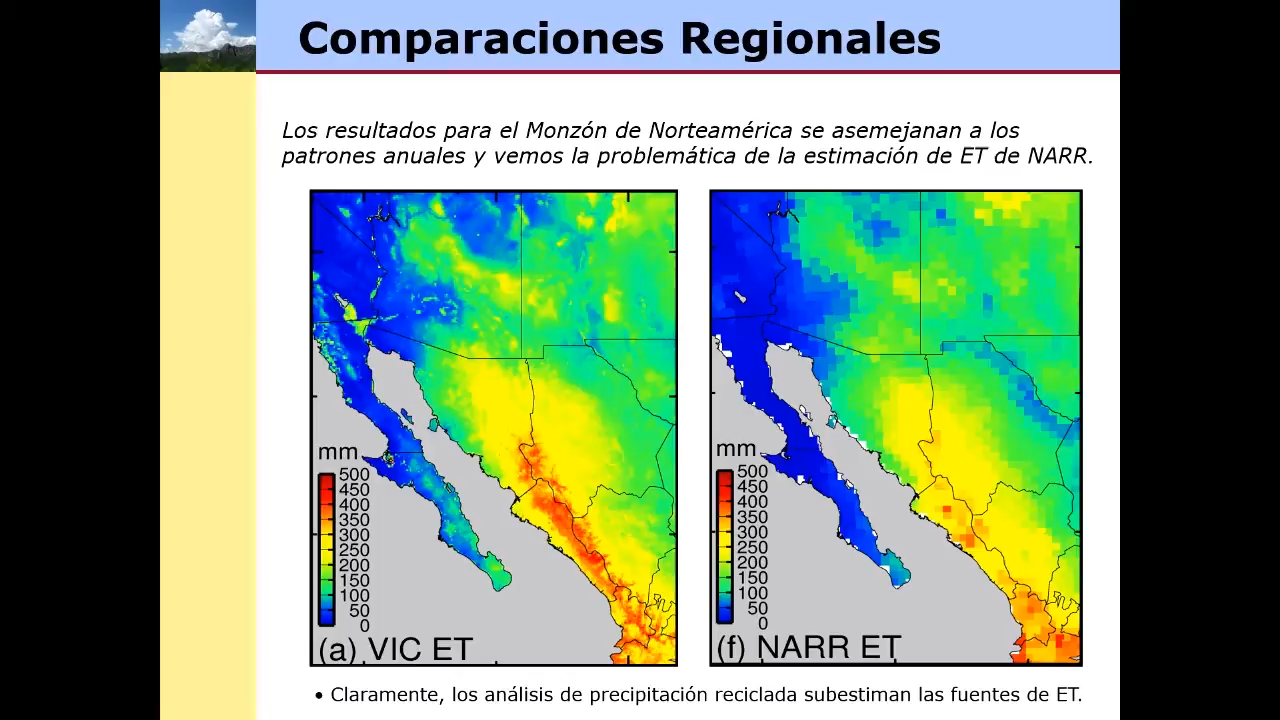 Comparaciones Regionales
Los resultados para el Monzón de Norteamérica se asemejanan a los
patrones anuales y vemos la problemática de la estimación de ET de NARR.
mm
500
450
400
350
300
250
200
150
100
50
0
(a) VIC ET
mm
500
450
400
350
300
250
200
150
100
50
0
(f) NARR ET
• Claramente, los análisis de precipitación reciclada subestiman las fuentes de ET.